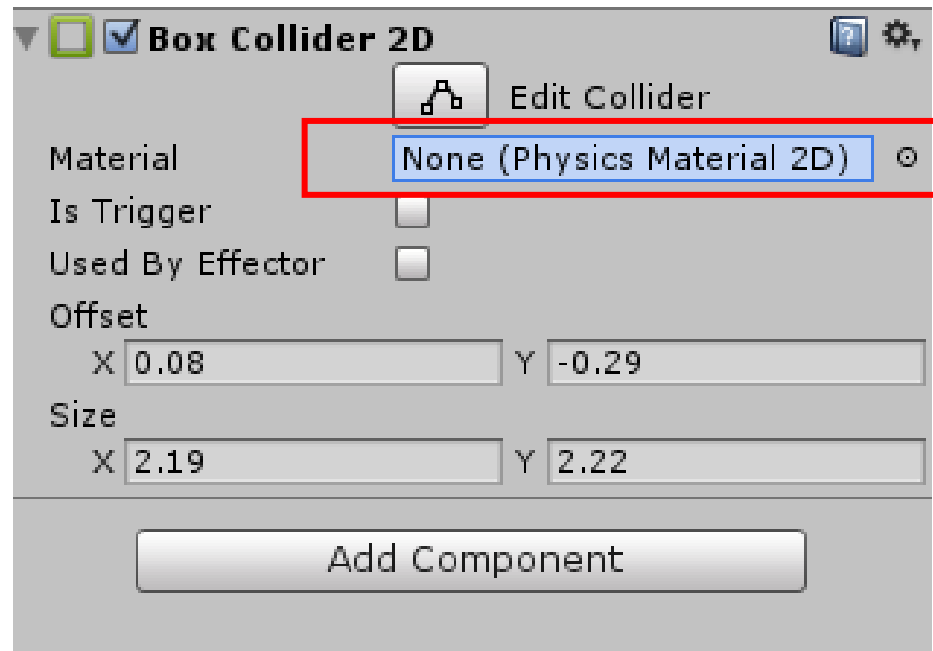 Box Collider 2D
Edit Collider
Material None (Physics Material 2D)
Is Trigger
Used By Effector
Offset
X 0.08 Y -0.29
Size
X 2.19 Y 2.22
Add Component